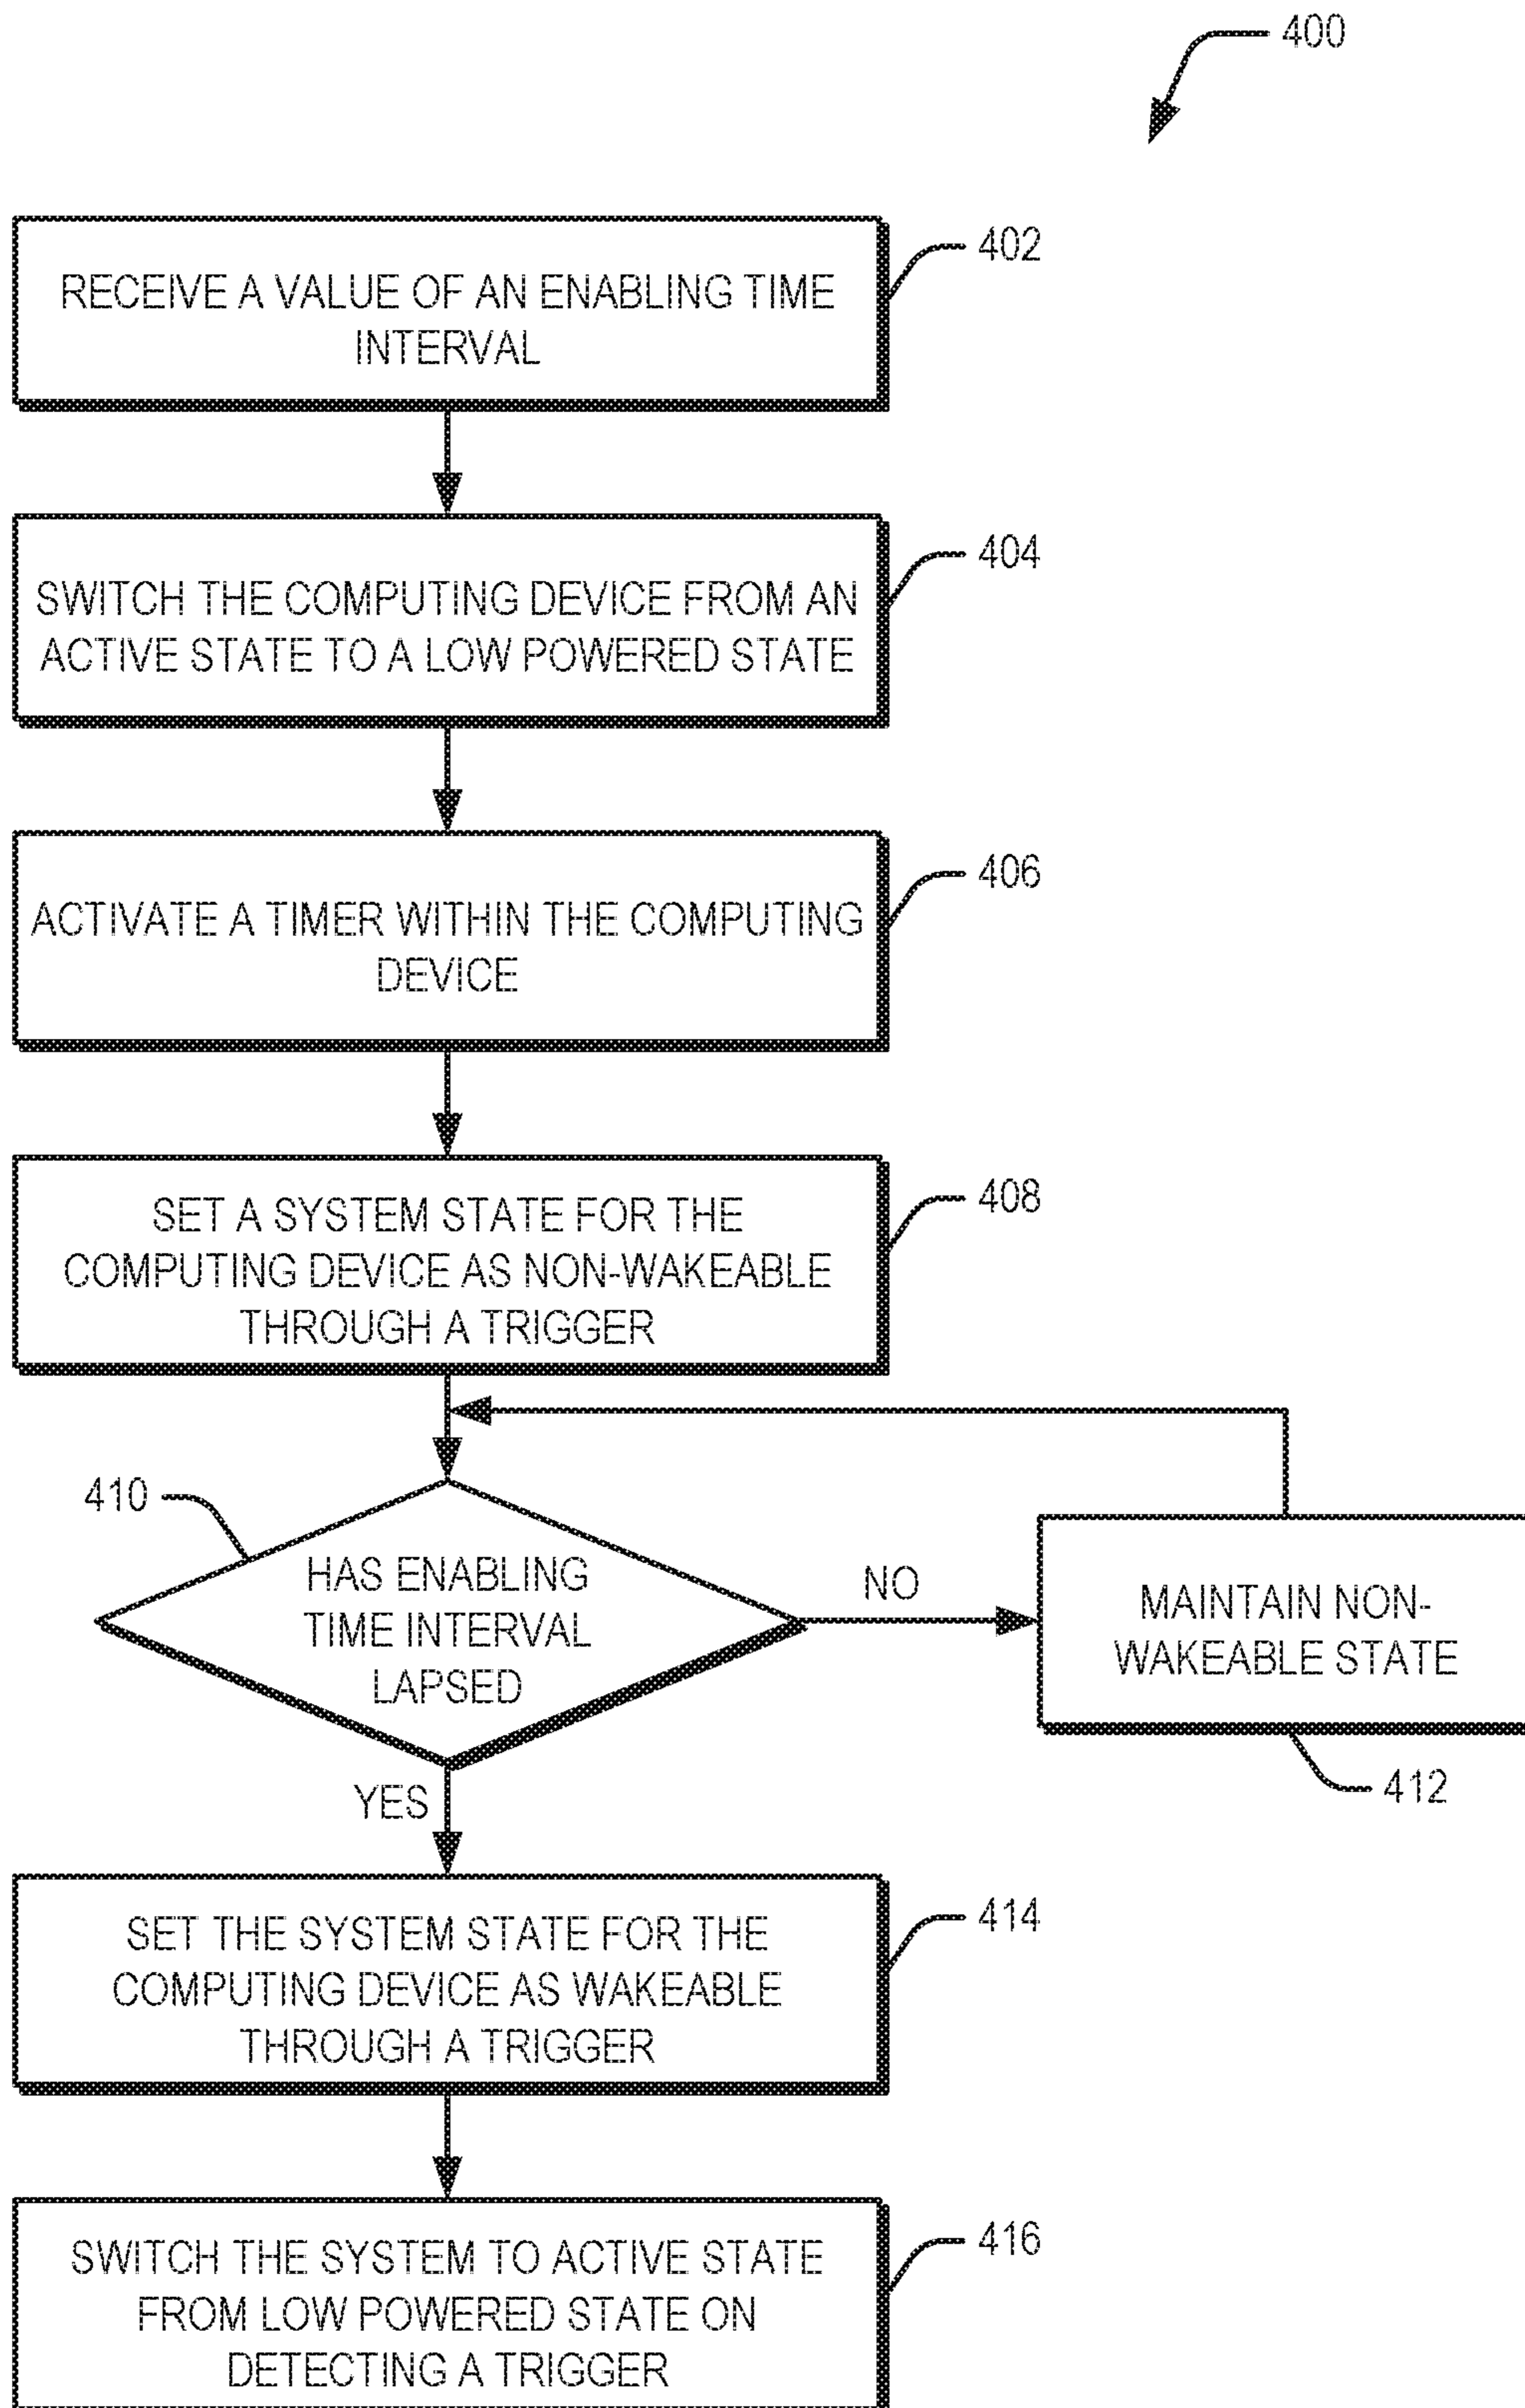 400
RECEIVE A VALUE OF AN ENABLING TIME
INTERVAL
402
SWITCH THE COMPUTING DEVICE FROM AN
ACTIVE STATE TO A LOW POWERED STATE
404
ACTIVATE A TIMER WITHIN THE COMPUTING
DEVICE
406
SET A SYSTEM STATE FOR THE
COMPUTING DEVICE AS NON-WAKEABLE
THROUGH A TRIGGER
408
410
HAS ENABLING
TIME INTERVAL
LAPSED
NO
MAINTAIN NON-
WAKEABLE STATE
412
YES
SET THE SYSTEM STATE FOR THE
COMPUTING DEVICE AS WAKEABLE
THROUGH A TRIGGER
414
SWITCH THE SYSTEM TO ACTIVE STATE
FROM LOW POWERED STATE ON
DETECTING A TRIGGER
416